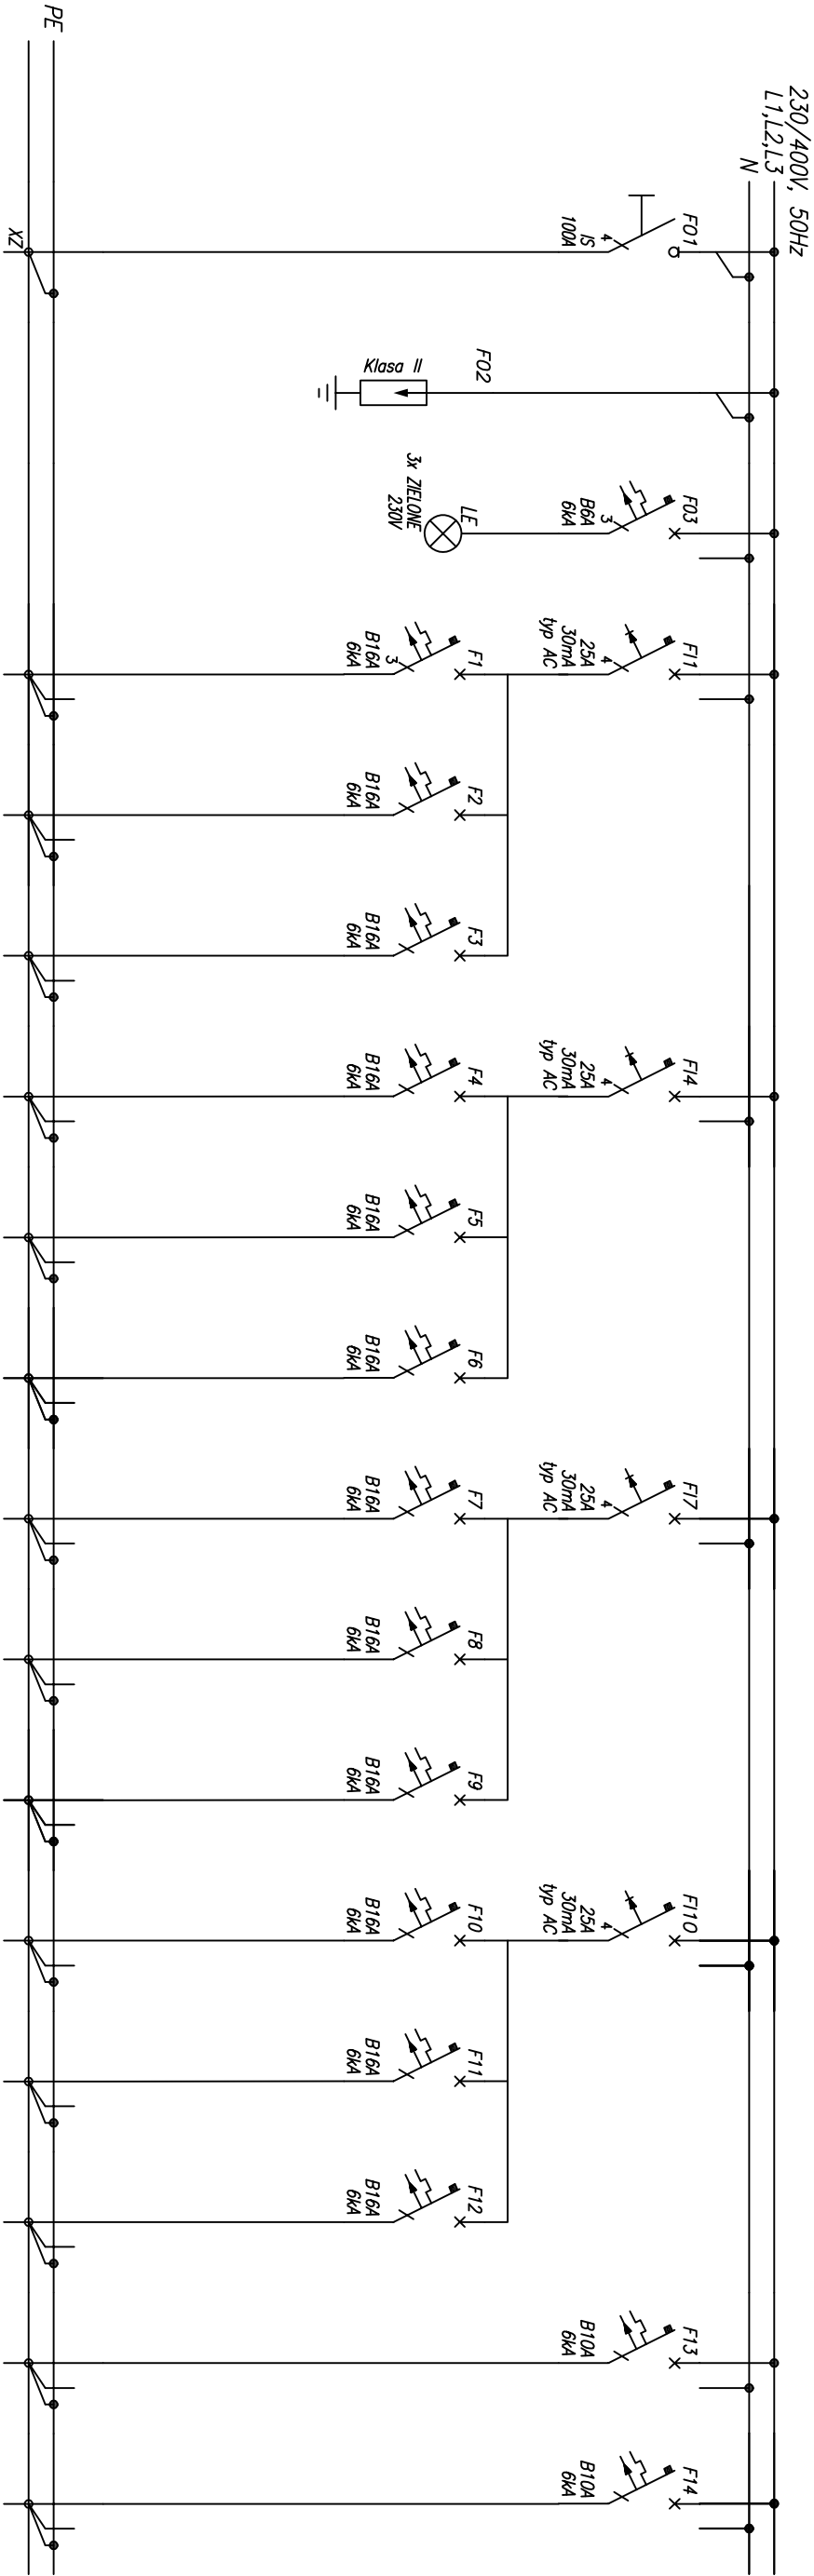 230/400V, 50Hz
L1,L2,L3
N
F01
4
IS
100A
F02
Klasa II
F03
3
B6A
6kA
LE
3x ZIELONE
230V
FI1
4
25A
30mA
typ AC
F1
3
B16A
6kA
F2
B16A
6kA
F3
B16A
6kA
FI4
4
25A
30mA
typ AC
F4
B16A
6kA
F5
B16A
6kA
F6
B16A
6kA
FI7
4
25A
30mA
typ AC
F7
B16A
6kA
F8
B16A
6kA
F9
B16A
6kA
FI10
4
25A
30mA
typ AC
F10
B16A
6kA
F11
B16A
6kA
F12
B16A
6kA
F13
B10A
6kA
F14
B10A
6kA
PE
XZ